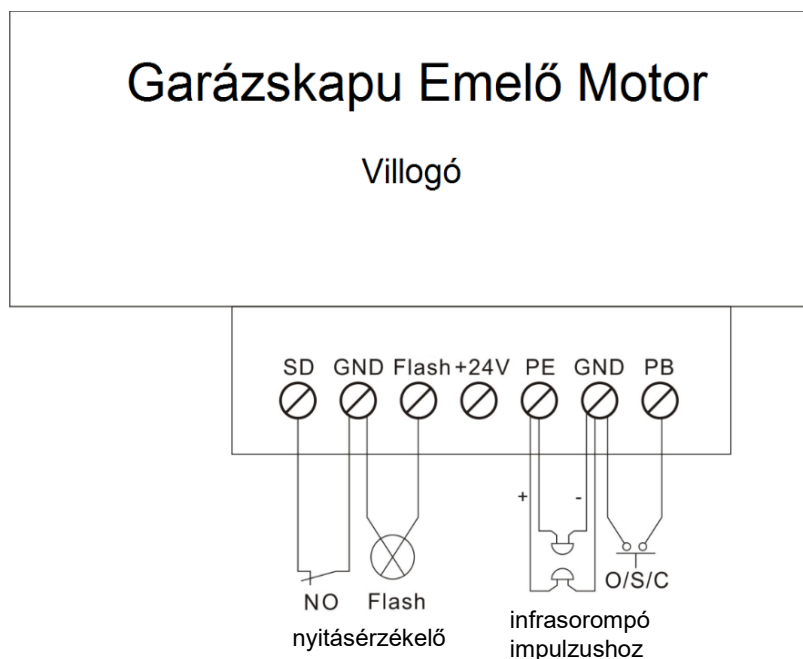 Garázskapu Emelő Motor
Villogó
SD GND Flash +24V PE GND PB
+ -
NO Flash O/S/C
nyitásérzékelő
infrasorompó
impulzushoz